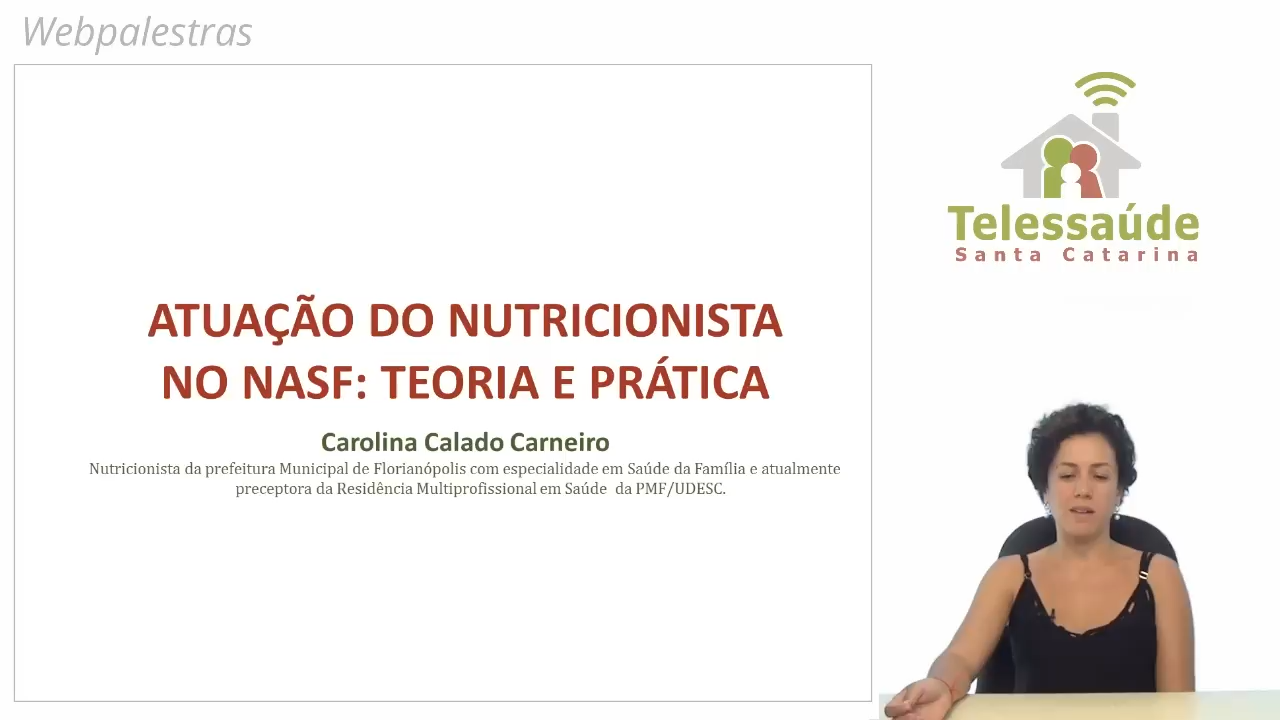 Webpalestras
Telessaúde
Santa Catarina
ATUAÇÃO DO NUTRICIONISTA
NO NASF: TEORIA E PRÁTICA
Carolina Calado Carneiro
Nutricionista da prefeitura Municipal de Florianópolis com especialidade em Saúde da Família e atualmente
preceptora da Residência Multiprofissional em Saúde da PMF/UDESC.